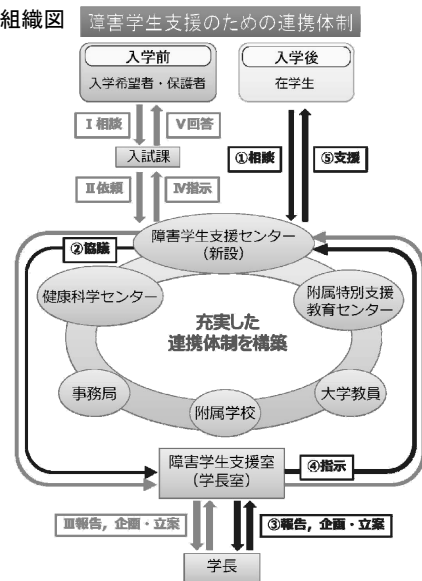 組織図
障害学生支援のための連携体制
入学前
入学希望者・保護者
入学後
在学生
Ⅰ相談
Ⅴ回答
入試課
①相談
⑤支援
Ⅱ依頼
Ⅳ指示
障害学生支援センター
(新設)
②協議
健康科学センター
附属特別支援
教育センター
充実した
連携体制を構築
事務局
附属学校
大学教員
障害学生支援室
(学長室)
④指示
Ⅲ報告，企画・立案
③報告，企画・立案
学長